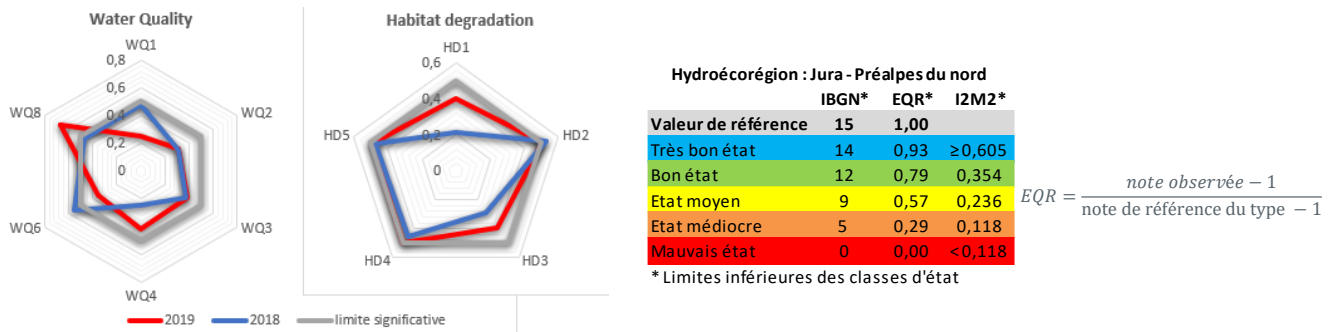 Water Quality
WQ1
0,8
0,6
0,4
0,2
0
WQ8
WQ2
WQ6
WQ3
WQ4
Habitat degradation
HD1
0,6
0,4
0,2
0
HD5
HD2
HD4
HD3
2019 2018 limite significative
Hydroécorégion : Jura - Préalpes du nord
IBGN* EQR* I2M2*
Valeur de référence 15 1,00
Très bon état 14 0,93 ≥0,605
Bon état 12 0,79 0,354
Etat moyen 9 0,57 0,236
Etat médiocre 5 0,29 0,118
Mauvais état 0 0,00 <0,118
* Limites inférieures des classes d'état
EQR = note observée − 1
note de référence du type − 1